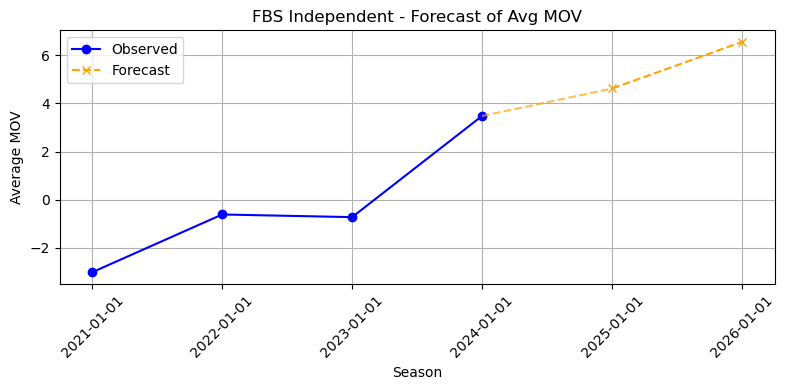 FBS Independent - Forecast of Avg MOV
Observed
Forecast
Average MOV
6
4
2
0
−2
2021-01-01
2022-01-01
2023-01-01
2024-01-01
2025-01-01
2026-01-01
Season